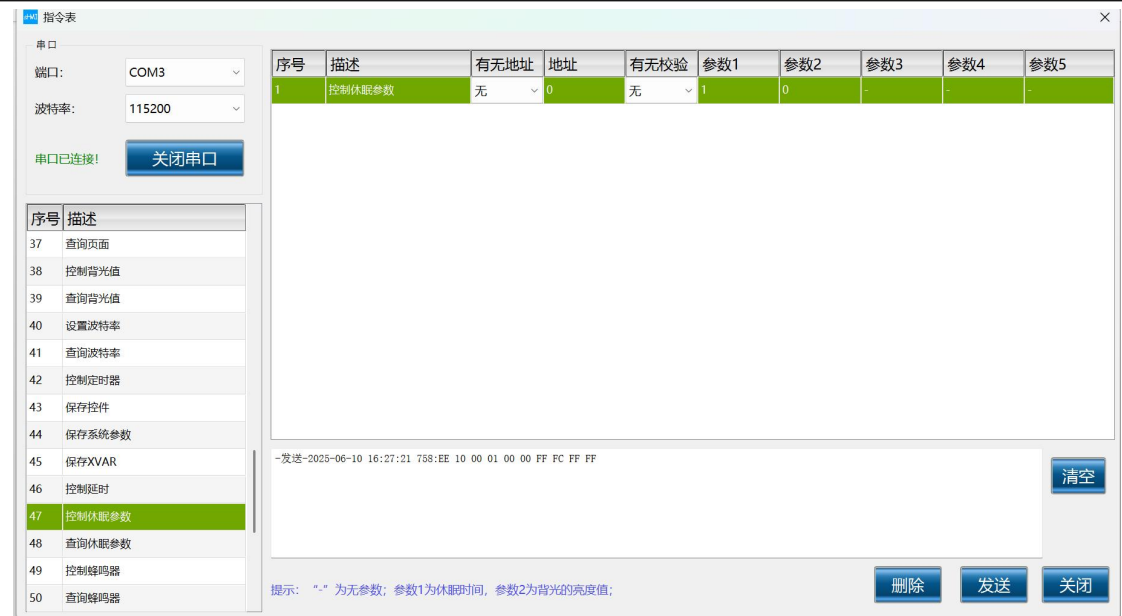 zHMI 指令表
串口
端口: COM3
波特率: 115200
串口已连接! 关闭串口
序号 描述
37 查询页面
38 控制背光值
39 查询背光值
40 设置波特率
41 查询波特率
42 控制定时器
43 保存控件
44 保存系统参数
45 保存XVAR
46 控制延时
47 控制休眠参数
48 查询休眠参数
49 控制蜂鸣器
50 查询蜂鸣器
序号 描述 有无地址 地址 有无校验 参数1 参数2 参数3 参数4 参数5
1 控制休眠参数 无 0 无 1 0 - - -
-发送-2025-06-10 16:27:21 758:EE 10 00 01 00 00 FF FC FF FF
清空
提示: “-”为无参数; 参数1为休眠时间, 参数2为背光的亮度值;
删除 发送 关闭